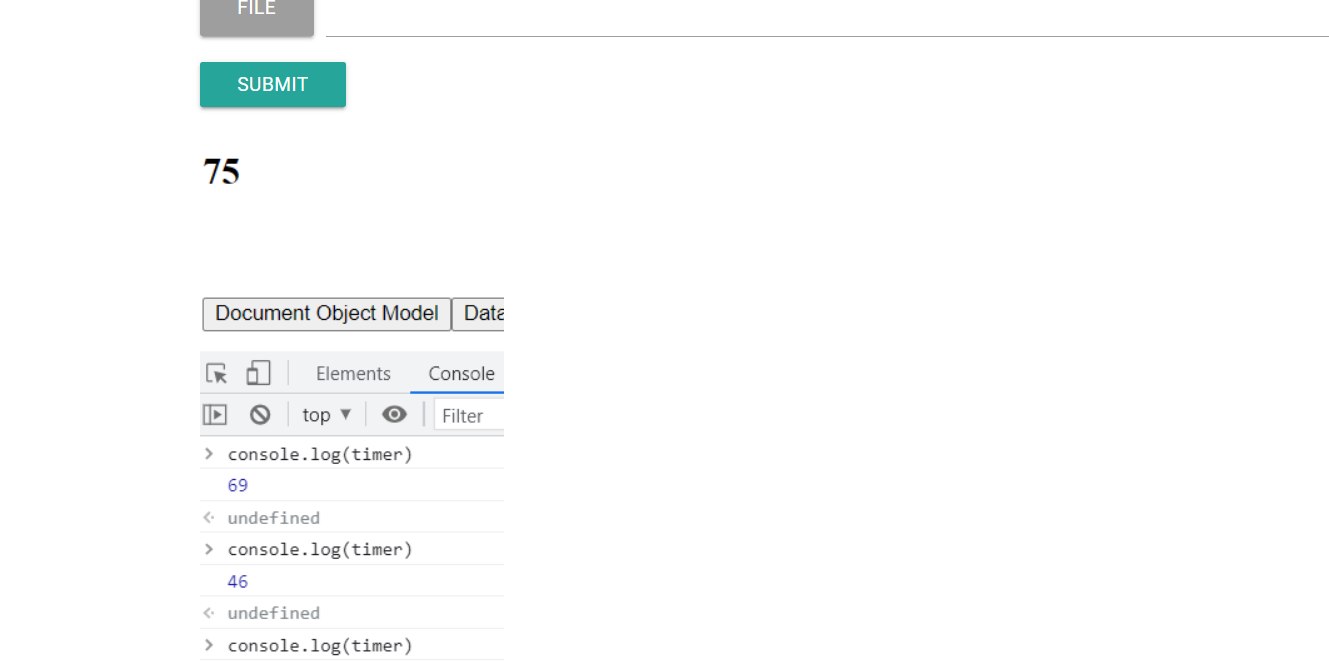 FILE
SUBMIT
75
Document Object Model Data
Elements Console
top ▼ Filter
> console.log(timer)
69
<· undefined
> console.log(timer)
46
<· undefined
> console.log(timer)